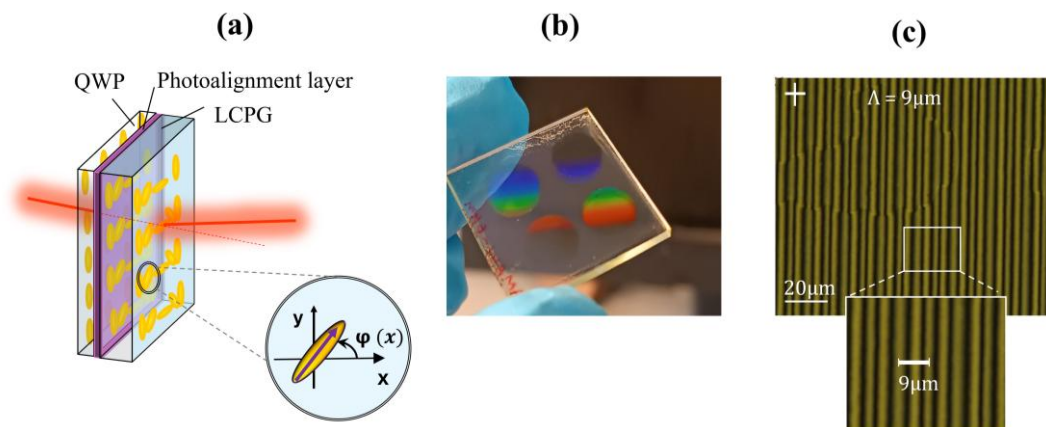 (a)
QWP
Photoalignment layer
LCPG
y
φ (x)
x
(b)
(c)
Λ = 9μm
20μm
9μm